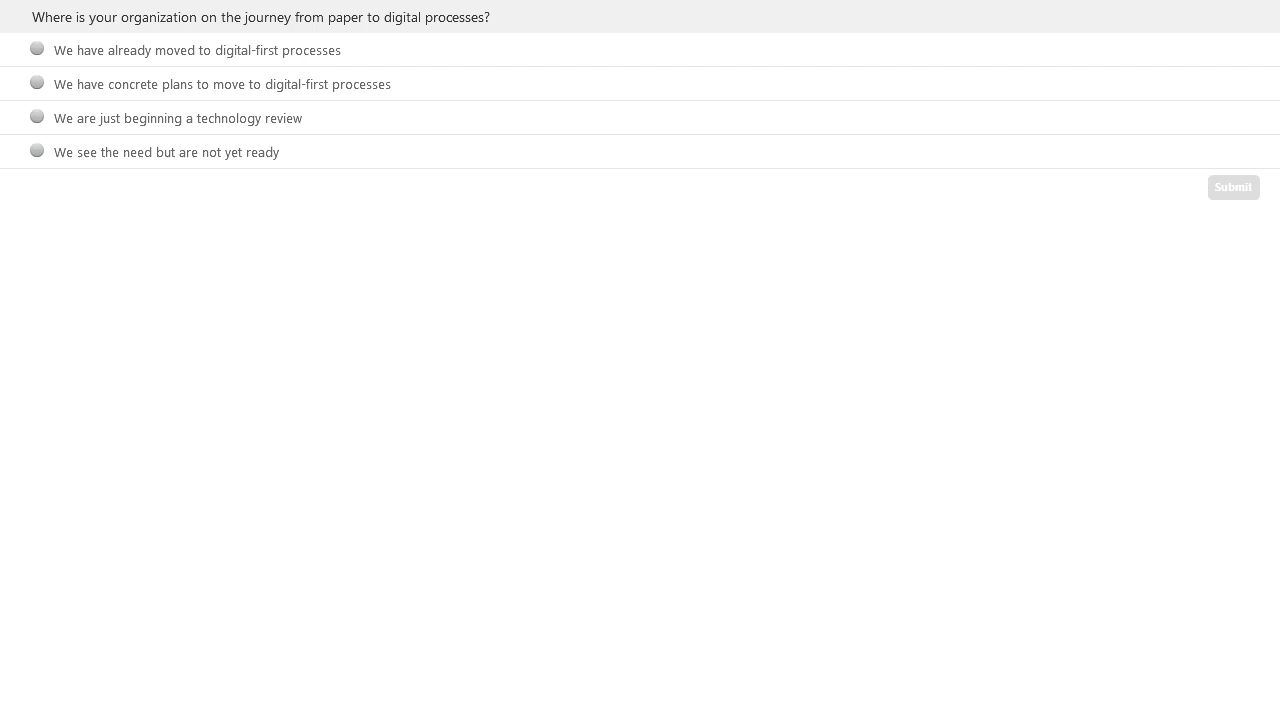 Where is your organization on the journey from paper to digital processes?
We have already moved to digital-first processes
We have concrete plans to move to digital-first processes
We are just beginning a technology review
We see the need but are not yet ready
Submit